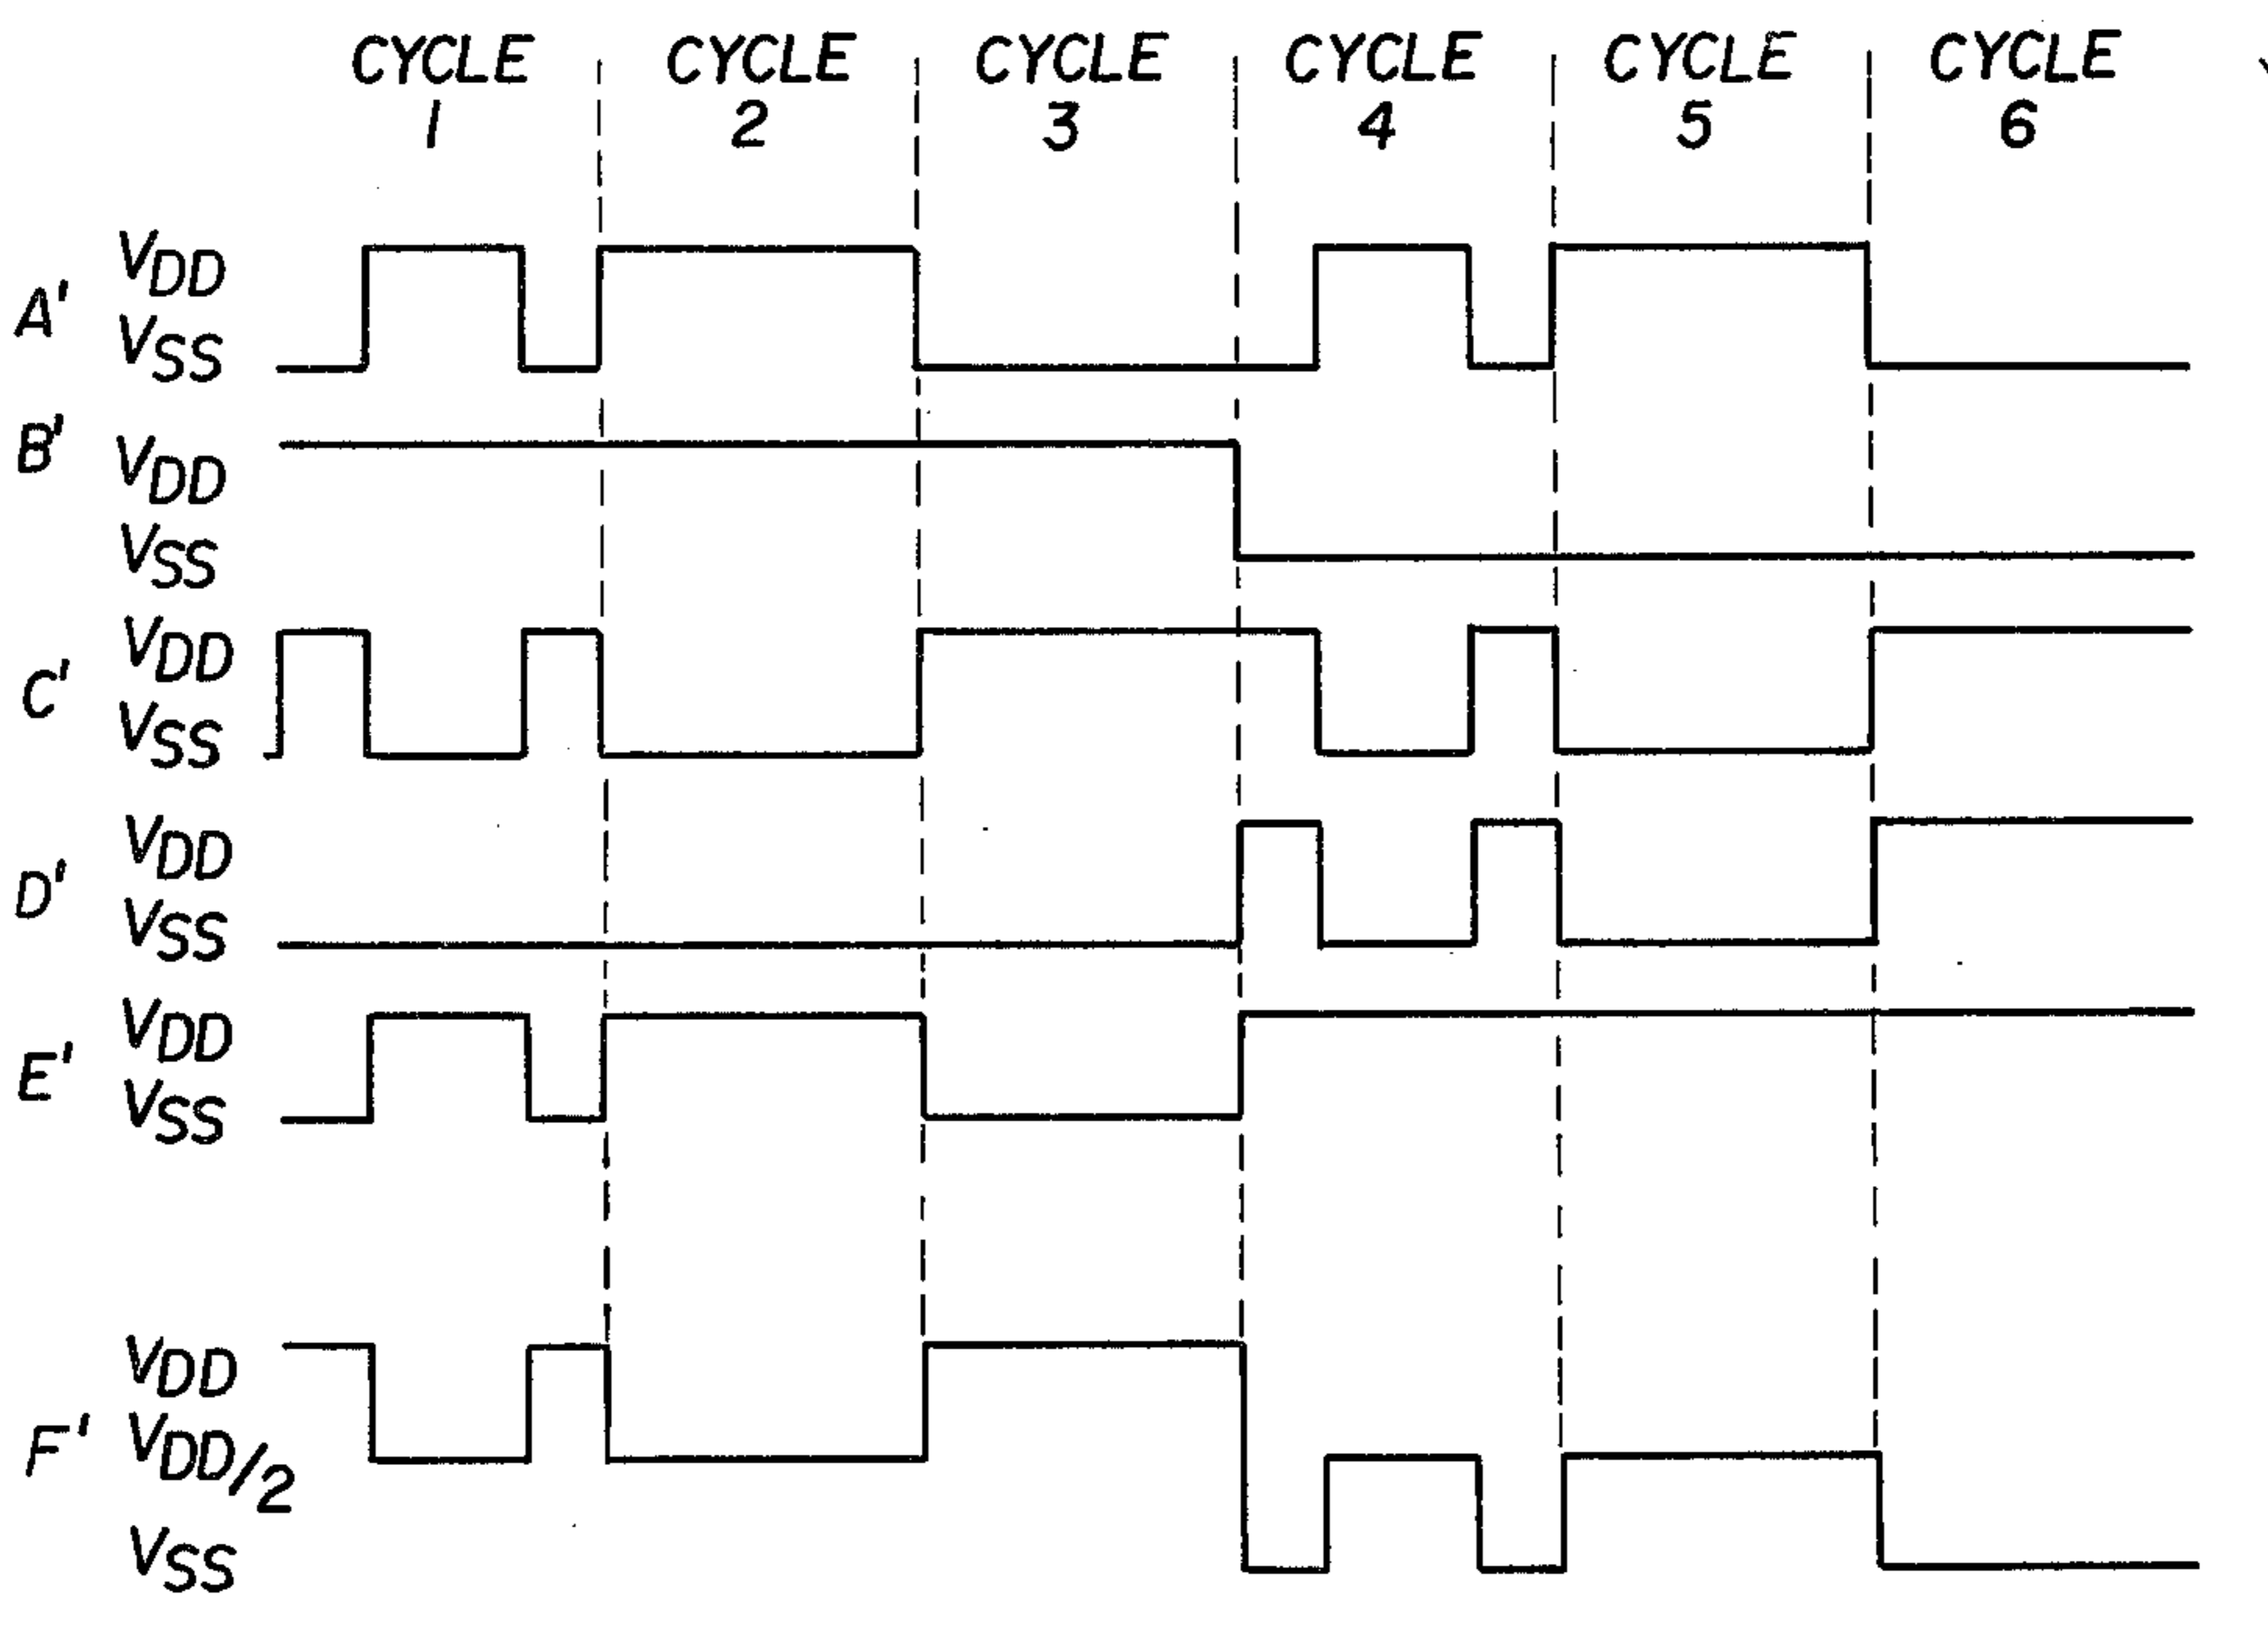 CYCLE 1 CYCLE 2 CYCLE 3 CYCLE 4 CYCLE 5 CYCLE 6
A' VDD
VSS
B' VDD
VSS
C' VDD
VSS
D' VDD
VSS
E' VDD
VSS
F' VDD
VDD/2
VSS